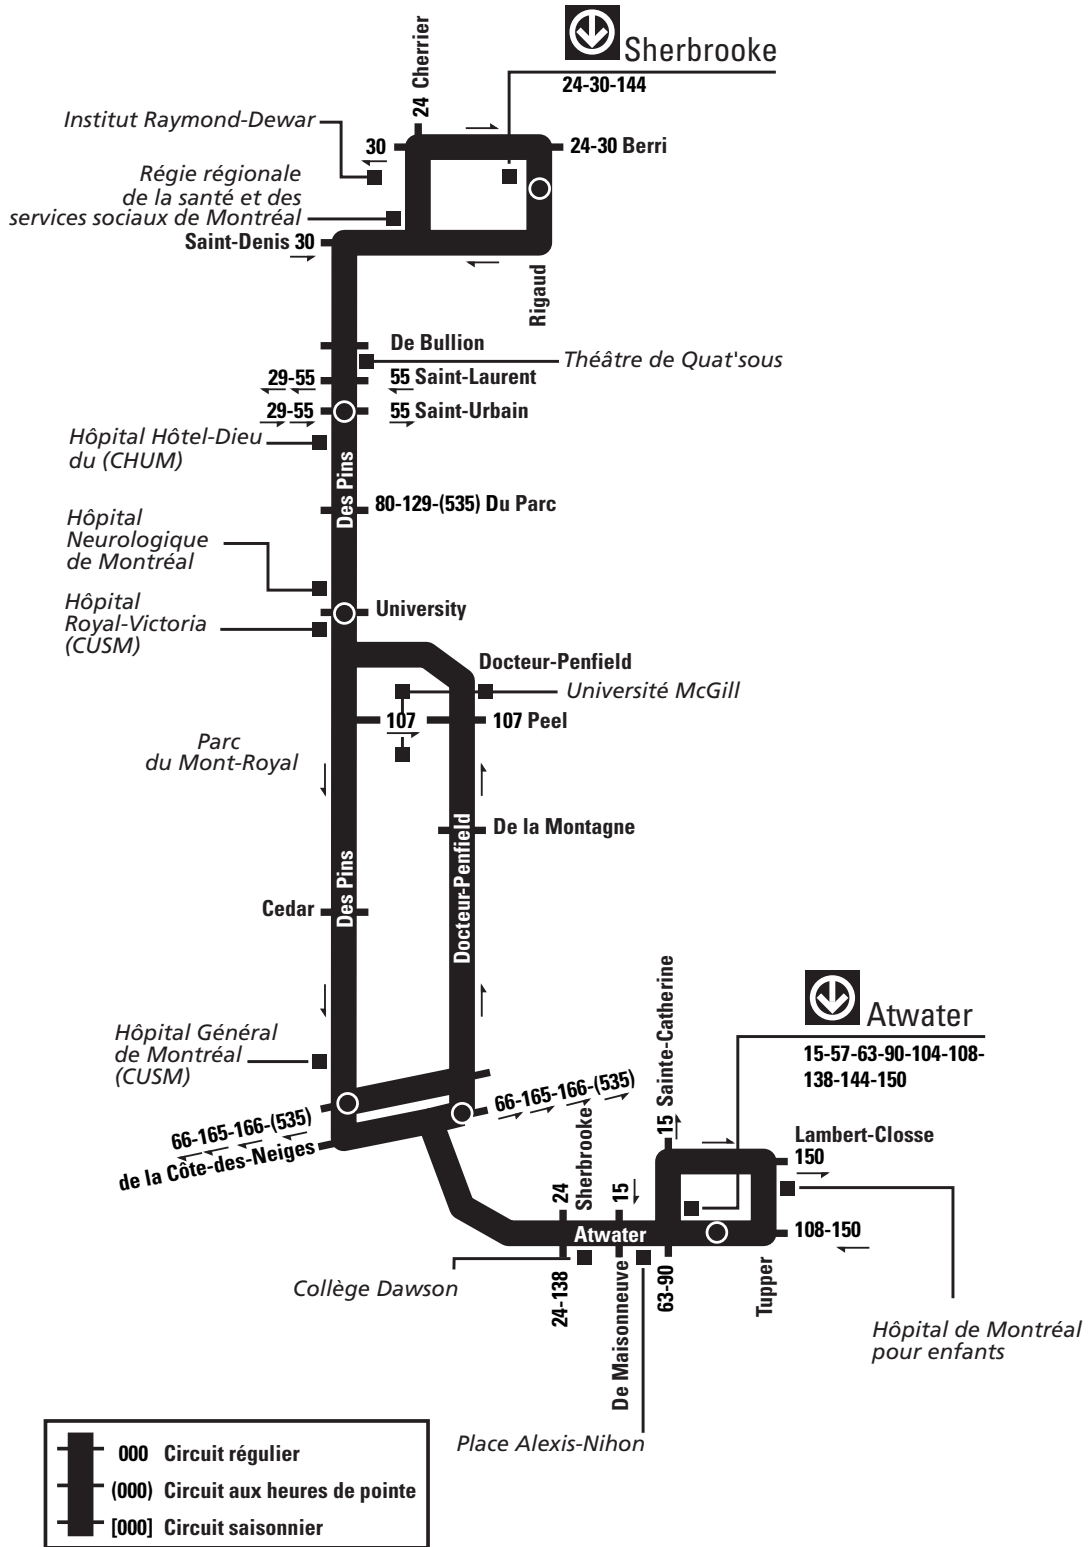 Sherbrooke
24-30-144
24 Cherrier
Institut Raymond-Dewar
30
24-30 Berri
Régie régionale
de la santé et des
services sociaux de Montréal
Saint-Denis 30
Rigaud
De Bullion
Théâtre de Quat'sous
29-55
55 Saint-Laurent
29-55
55 Saint-Urbain
Hôpital Hôtel-Dieu
du (CHUM)
Des Pins
80-129-(535) Du Parc
Hôpital
Neurologique
de Montréal
Hôpital
Royal-Victoria
(CUSM)
University
Docteur-Penfield
Université McGill
107
107 Peel
Parc
du Mont-Royal
De la Montagne
Des Pins
Docteur-Penfield
Cedar
Hôpital Général
de Montréal
(CUSM)
66-165-166-(535)
66-165-166-(535)
de la Côte-des-Neiges
Atwater
15-57-63-90-104-108-
138-144-150
15 Sainte-Catherine
Lambert-Closse
150
24
Sherbrooke
15
Atwater
108-150
Collège Dawson
24-138
De Maisonneuve
63-90
Tupper
Hôpital de Montréal
pour enfants
Place Alexis-Nihon
000 Circuit régulier
(000) Circuit aux heures de pointe
[000] Circuit saisonnier